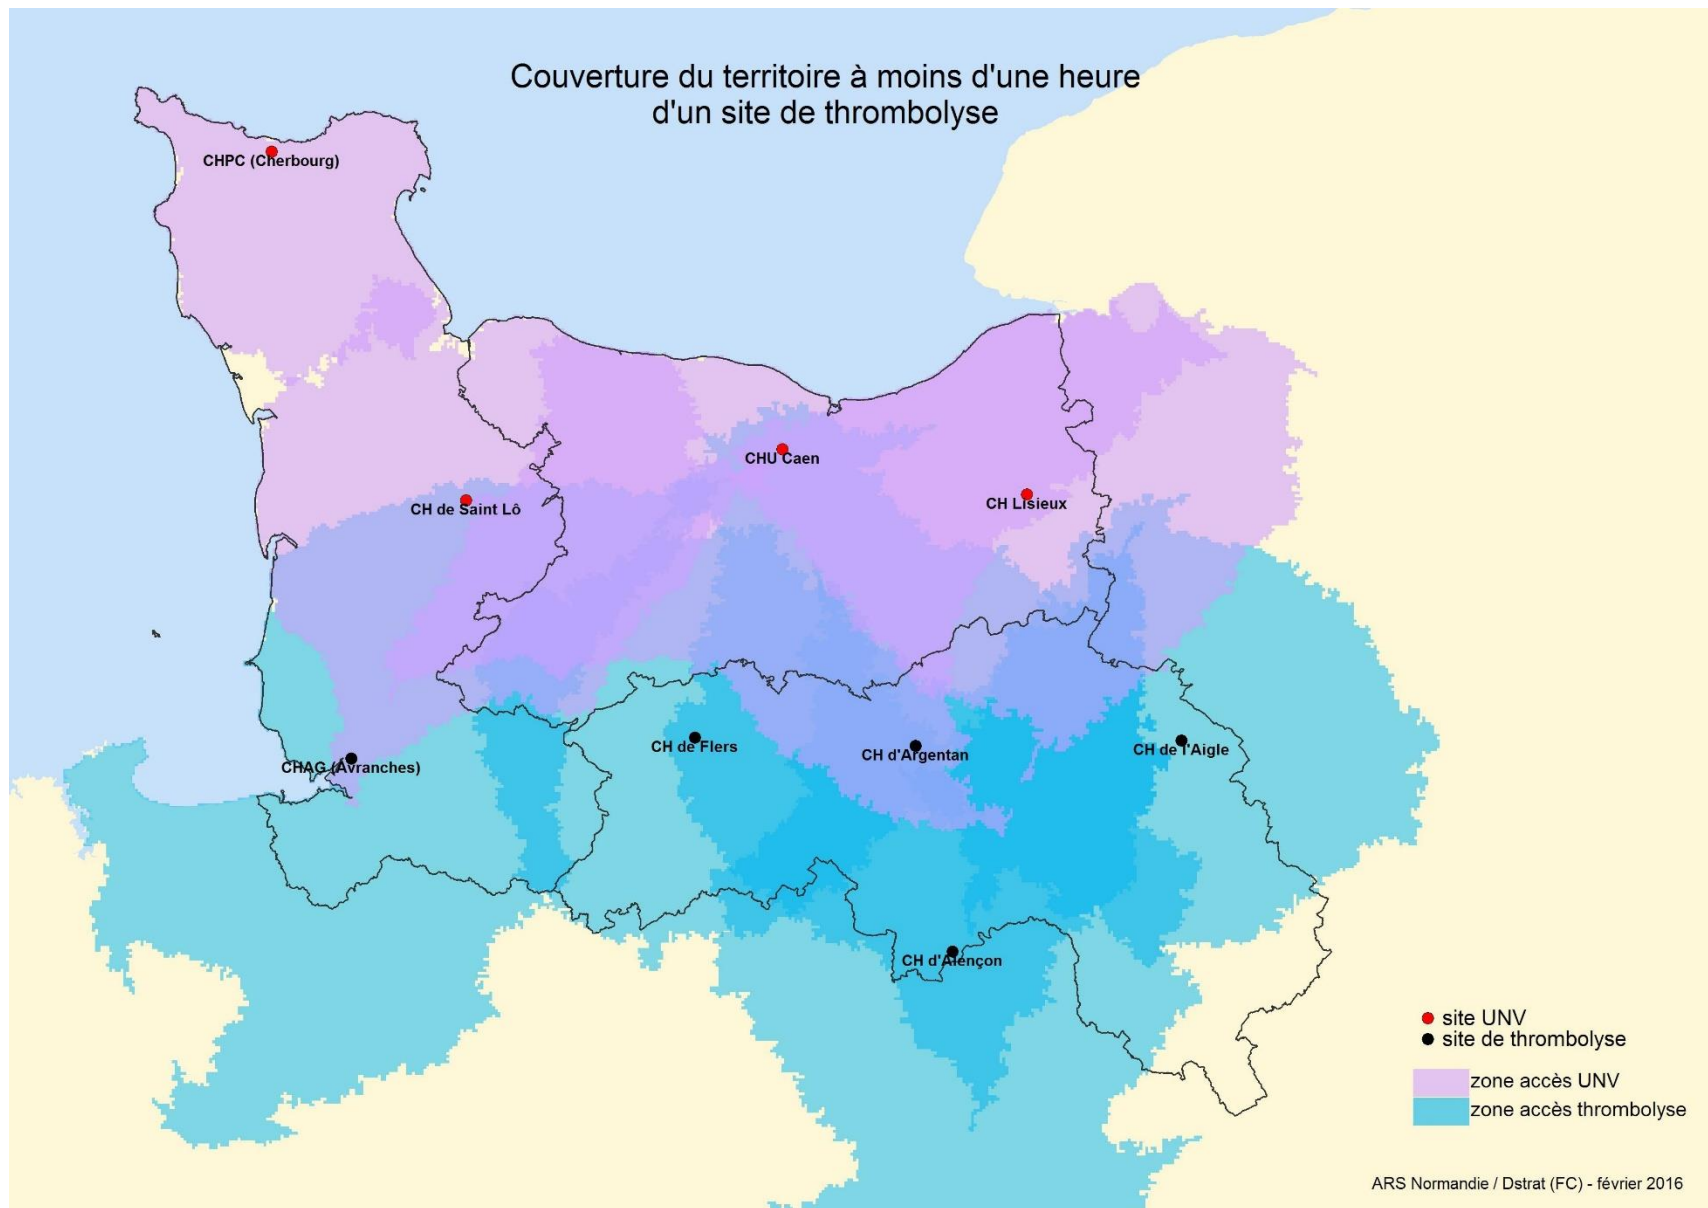 Couverture du territoire à moins d'une heure
d'un site de thrombolyse
CHPC (Cherbourg)
CHU Caen
CH de Saint Lô
CH Lisieux
CH de Flers
CH d'Argentan
CH de l'Aigle
CHAG (Avranches)
CH d'Alençon
site UNV
site de thrombolyse
zone accès UNV
zone accès thrombolyse
ARS Normandie / Dstrat (FC) - février 2016